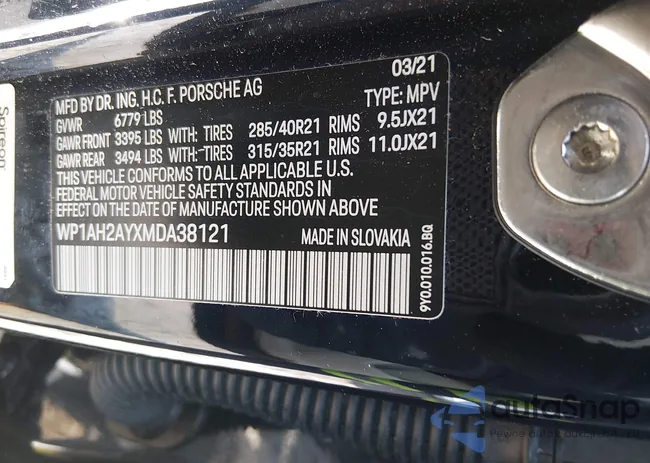 03/21
MFD BY DR. ING. H.C. F. PORSCHE AG
GVWR 6779 LBS TYPE: MPV
GAWR FRONT 3395 LBS WITH: TIRES 285/40R21 RIMS 9.5JX21
GAWR REAR 3494 LBS WITH: TIRES 315/35R21 RIMS 11.0JX21
THIS VEHICLE CONFORMS TO ALL APPLICABLE U.S.
FEDERAL MOTOR VEHICLE SAFETY STANDARDS IN
EFFECT ON THE DATE OF MANUFACTURE SHOWN ABOVE
WP1AH2AYXMDA38121 MADE IN SLOVAKIA
9Y0.010.016.BQ
Spireon
autoSnap